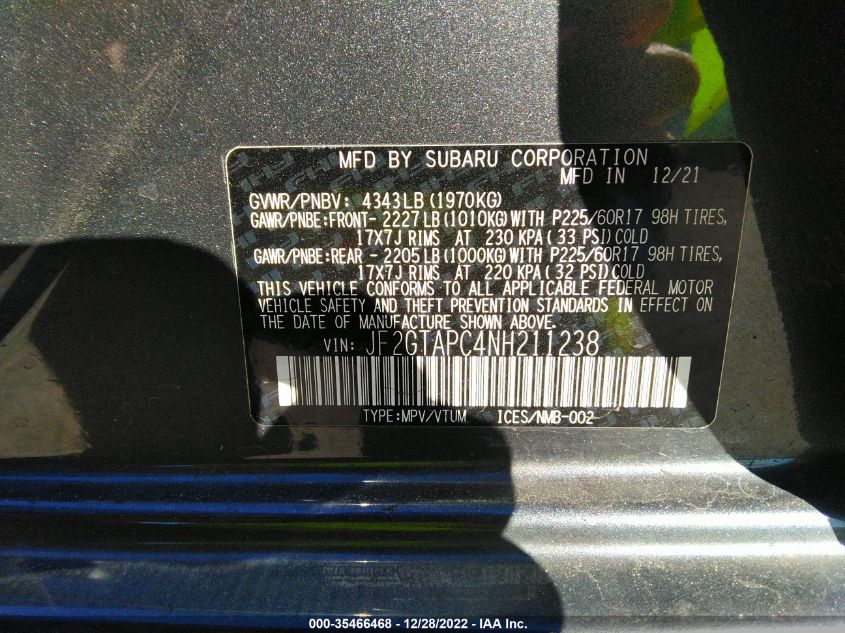 MFD BY SUBARU CORPORATION
MFD IN 12/21
GVWR/PNBV: 4343LB(1970KG)
GAWR/PNBE:FRONT- 2227LB(1010KG)WITH P225/60R17 98H TIRES,
17X7J RIMS AT 230 KPA(33 PSI)COLD
GAWR/PNBE:REAR - 2205LB(1000KG)WITH P225/60R17 98H TIRES,
17X7J RIMS AT 220 KPA(32 PSI)COLD
THIS VEHICLE CONFORMS TO ALL APPLICABLE FEDERAL MOTOR
VEHICLE SAFETY AND THEFT PREVENTION STANDARDS IN EFFECT ON
THE DATE OF MANUFACTURE SHOWN ABOVE.
VIN: JF2GTAPC4NH211238
TYPE:MPV/VTUM ICES/NMB-002
000-35466468 - 12/28/2022 - IAA Inc.